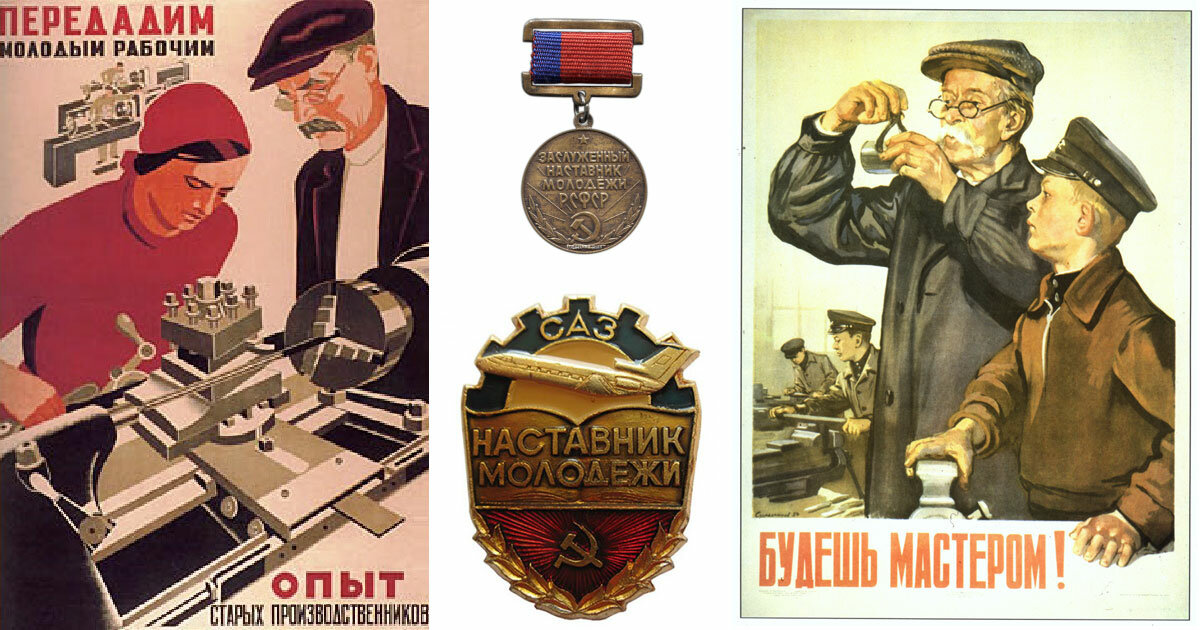 ПЕРЕДАДИМ
МОЛОДЫМ РАБОЧИМ
ОПЫТ
СТАРЫХ ПРОИЗВОДСТВЕННИКОВ
ЗАСЛУЖЕННЫЙ
НАСТАВНИК
МОЛОДЕЖИ
РСФСР
САЗ
НАСТАВНИК
МОЛОДЕЖИ
БУДЕШЬ МАСТЕРОМ!